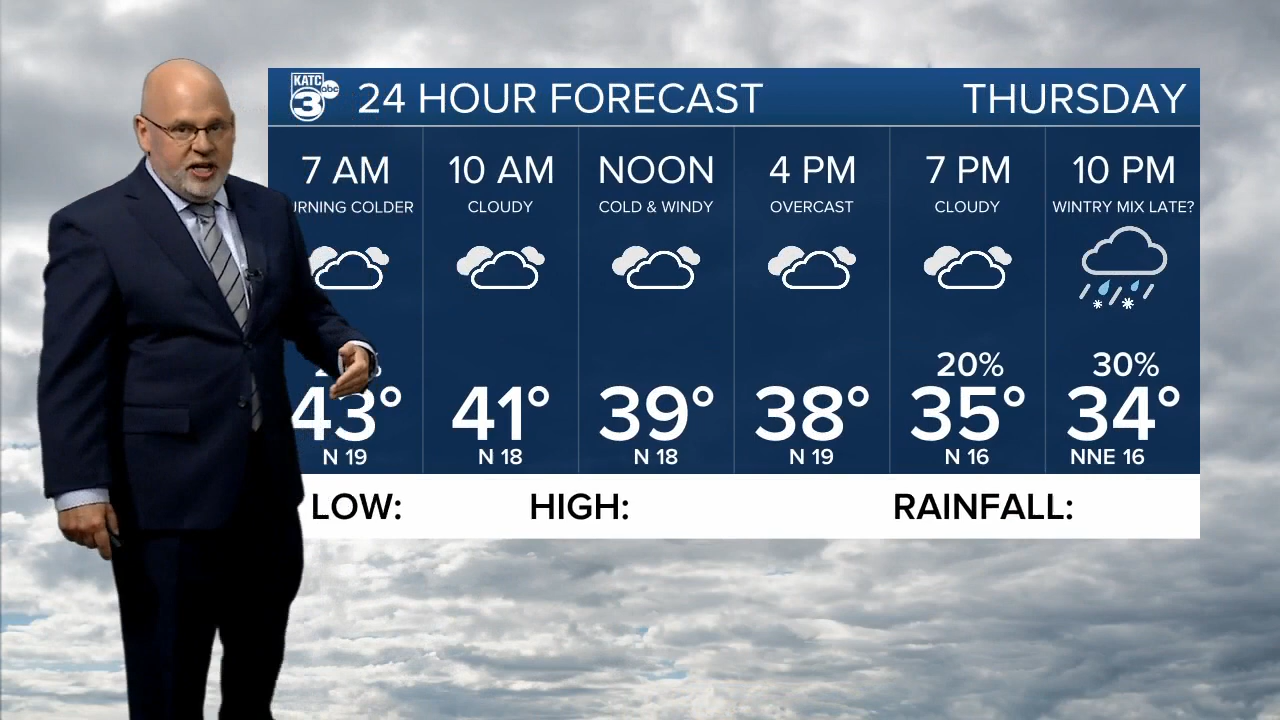 KATC
3
abc
24 HOUR FORECAST
THURSDAY
7 AM
10 AM
NOON
4 PM
7 PM
10 PM
URNING COLDER
CLOUDY
COLD & WINDY
OVERCAST
CLOUDY
WINTRY MIX LATE?
20%
30%
43°
41°
39°
38°
35°
34°
N 19
N 18
N 18
N 19
N 16
NNE 16
LOW:
HIGH:
RAINFALL: